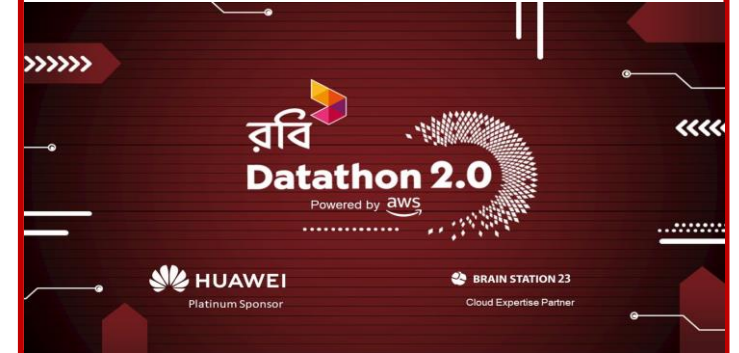 রবি
Datathon 2.0
Powered by aws
HUAWEI
Platinum Sponsor
BRAIN STATION 23
Cloud Expertise Partner